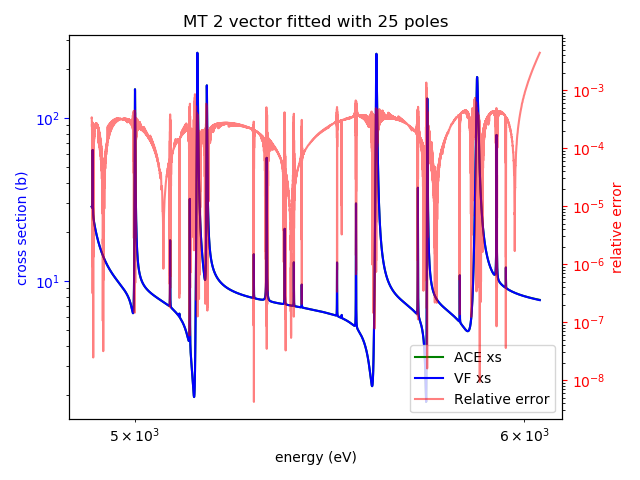 MT 2 vector fitted with 25 poles
cross section (b)
10²
10¹
10⁻³
10⁻⁴
10⁻⁵
10⁻⁶
10⁻⁷
10⁻⁸
relative error
ACE xs
VF xs
Relative error
5 × 10³
6 × 10³
energy (eV)